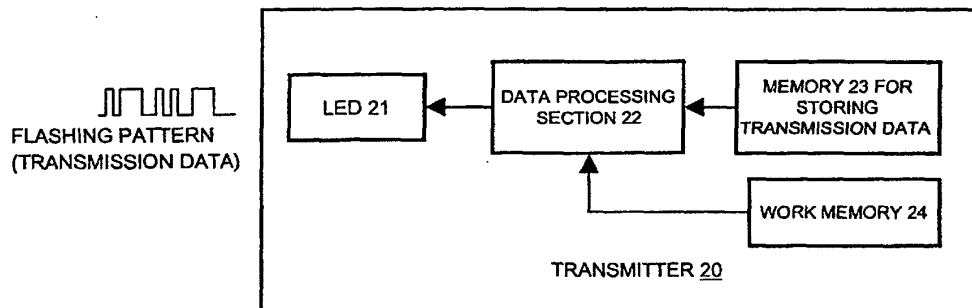 FLASHING PATTERN
(TRANSMISSION DATA)
LED 21
DATA PROCESSING
SECTION 22
MEMORY 23 FOR
STORING
TRANSMISSION DATA
WORK MEMORY 24
TRANSMITTER 20